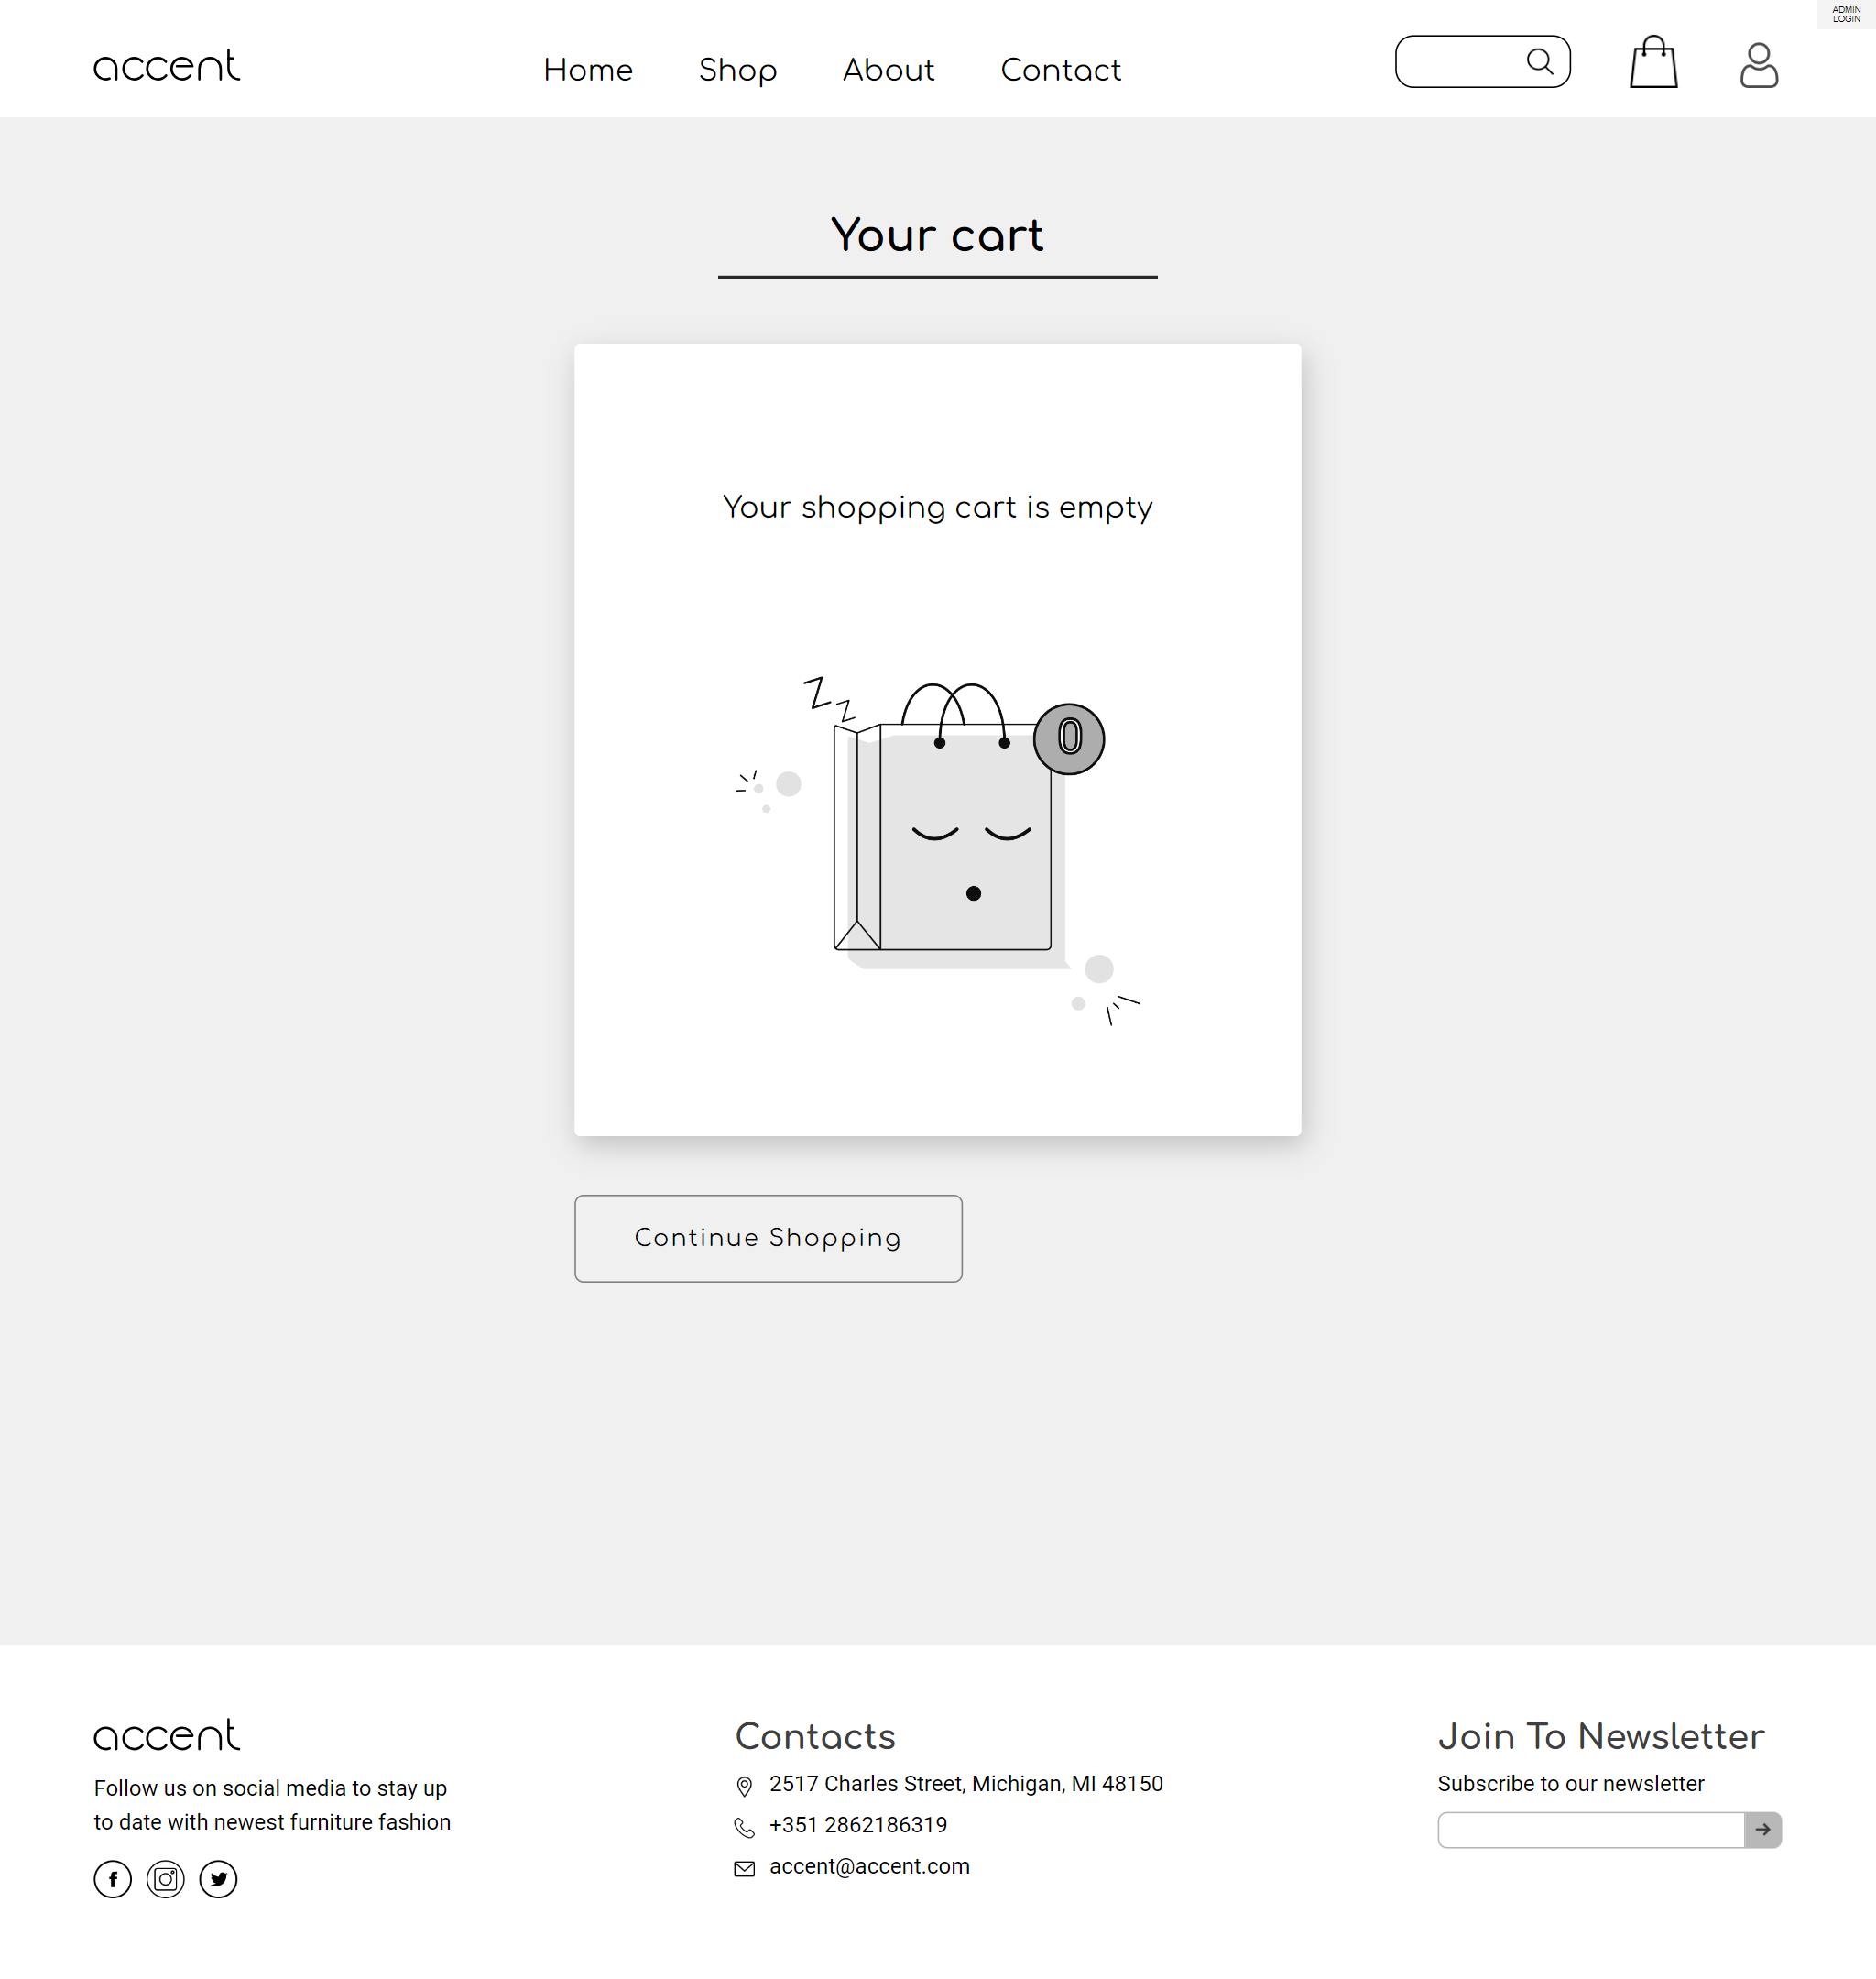 ADMIN
LOGIN
accent
Home
Shop
About
Contact
Your cart
Your shopping cart is empty
Z
Z
0
Continue Shopping
accent
Follow us on social media to stay up
to date with newest furniture fashion
f
Contacts
2517 Charles Street, Michigan, MI 48150
+351 2862186319
accent@accent.com
Join To Newsletter
Subscribe to our newsletter